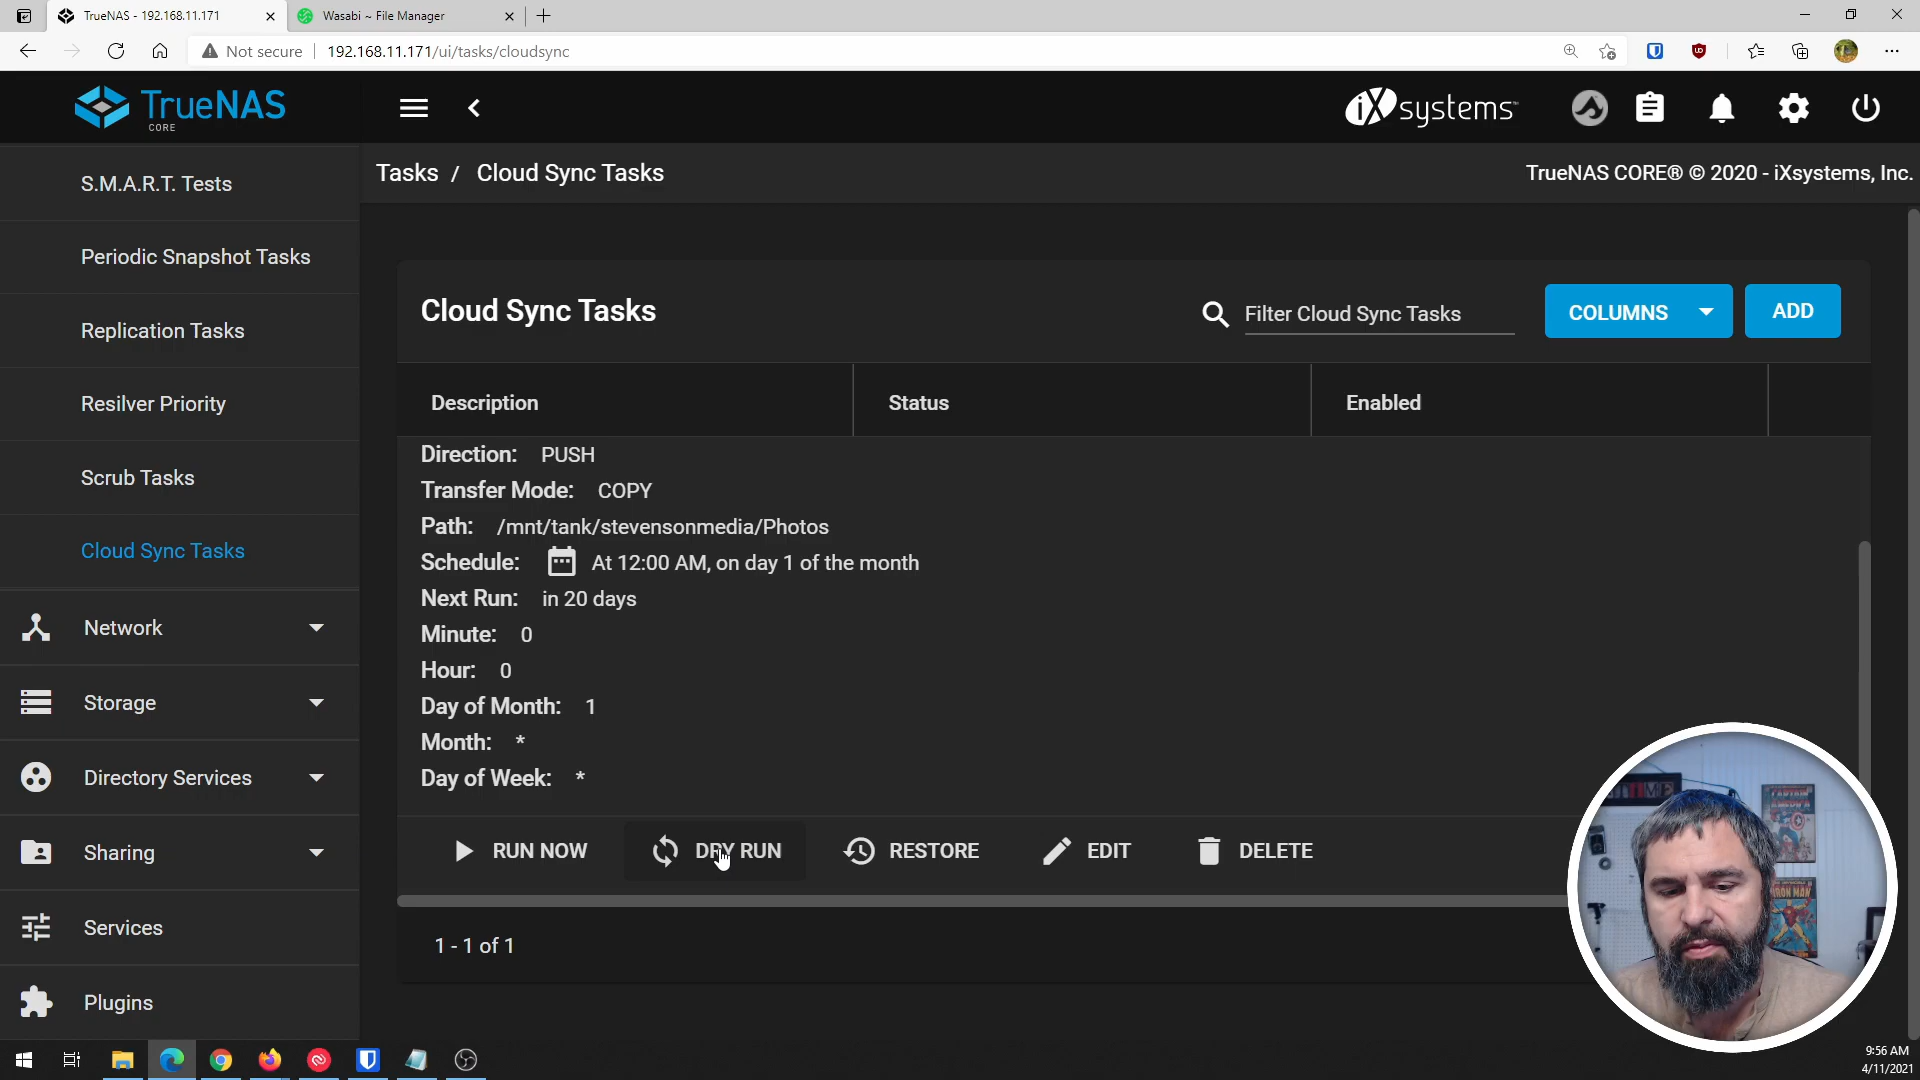 TrueNAS - 192.168.11.171
Wasabi ~ File Manager
Not secure
192.168.11.171/ui/tasks/cloudsync
TrueNAS
CORE
iXsystems
Tasks / Cloud Sync Tasks
TrueNAS CORE® © 2020 - iXsystems, Inc.
S.M.A.R.T. Tests
Periodic Snapshot Tasks
Replication Tasks
Resilver Priority
Scrub Tasks
Cloud Sync Tasks
Network
Storage
Directory Services
Sharing
Services
Plugins
Cloud Sync Tasks
Filter Cloud Sync Tasks
COLUMNS
ADD
Description
Status
Enabled
Direction: PUSH
Transfer Mode: COPY
Path: /mnt/tank/stevensonmedia/Photos
Schedule: At 12:00 AM, on day 1 of the month
Next Run: in 20 days
Minute: 0
Hour: 0
Day of Month: 1
Month: *
Day of Week: *
RUN NOW
DRY RUN
RESTORE
EDIT
DELETE
1 - 1 of 1
CAPTAIN AMERICA
IRON MAN
9:56 AM
4/11/2021